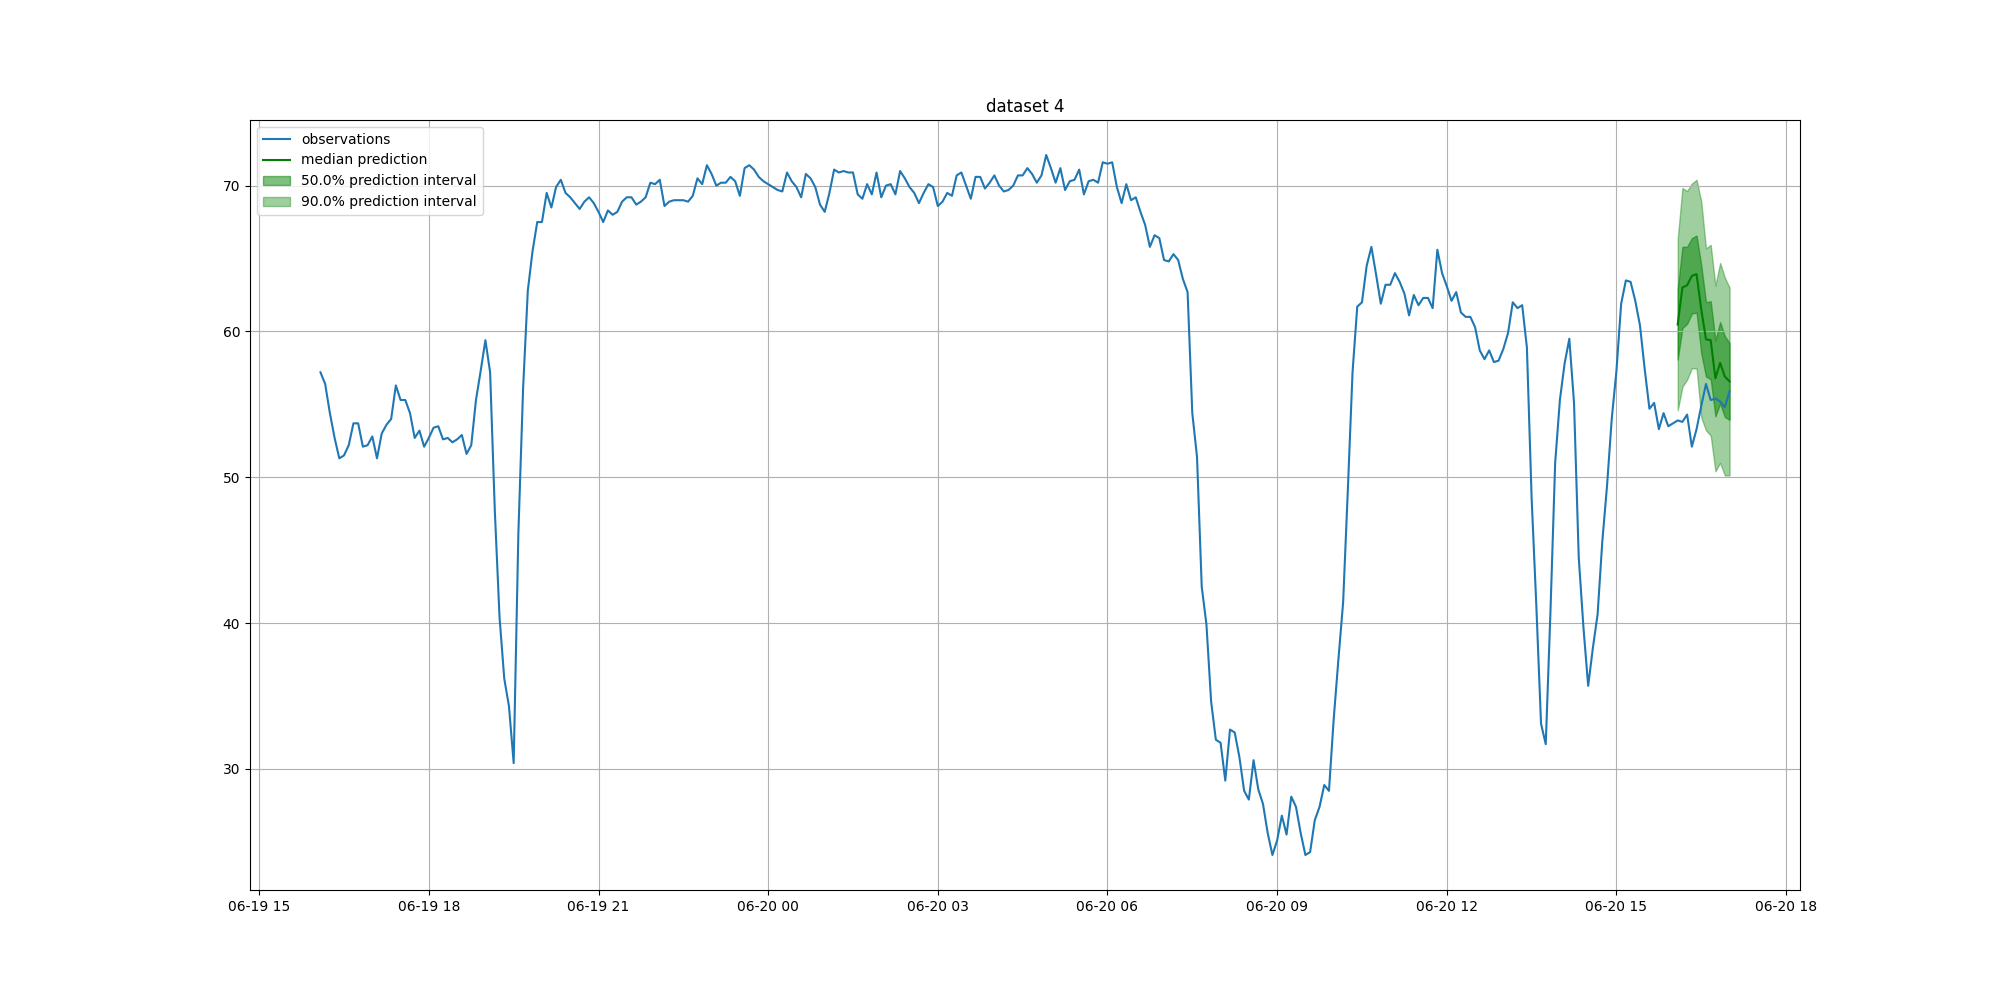 dataset 4
observations
median prediction
50.0% prediction interval
90.0% prediction interval
70
60
50
40
30
06-19 15 06-19 18 06-19 21 06-20 00 06-20 03 06-20 06 06-20 09 06-20 12 06-20 15 06-20 18